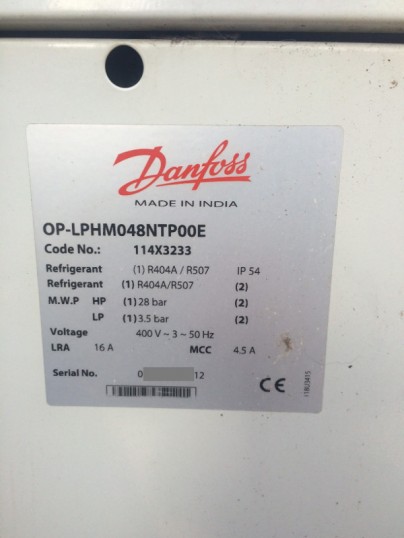 Danfoss
MADE IN INDIA
OP-LPHM048NTP00E
Code No.: 114X3233
Refrigerant (1) R404A / R507 IP 54
Refrigerant (1) R404A/R507 (2)
M.W.P HP (1) 28 bar (2)
LP (1) 3.5 bar (2)
Voltage 400 V ~ 3 ~ 50 Hz
LRA 16 A MCC 4.5 A
Serial No. 0 12
CE